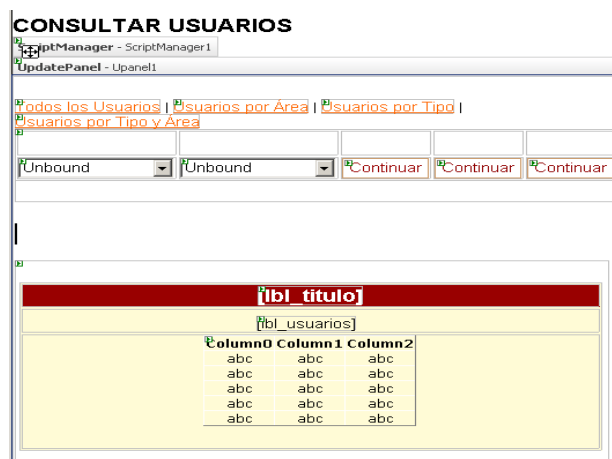 CONSULTAR USUARIOS
ScriptManager - ScriptManager1
UpdatePanel - Upanel1
Todos los Usuarios | Usuarios por Área | Usuarios por Tipo |
Usuarios por Tipo y Área
Unbound Unbound Continuar Continuar Continuar
[lbl_titulo]
[lbl_usuarios]
Column0 Column1 Column2
abc abc abc
abc abc abc
abc abc abc
abc abc abc
abc abc abc